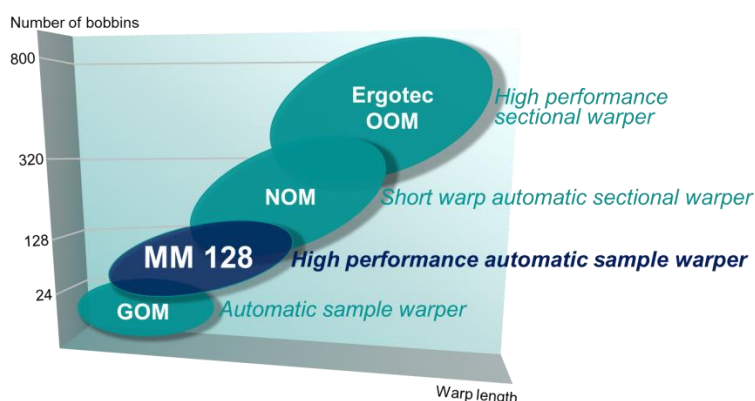 Number of bobbins
800
Ergotec
OOM
High performance
sectional warper
320
NOM
Short warp automatic sectional warper
128
MM 128
High performance automatic sample warper
24
GOM
Automatic sample warper
Warp length